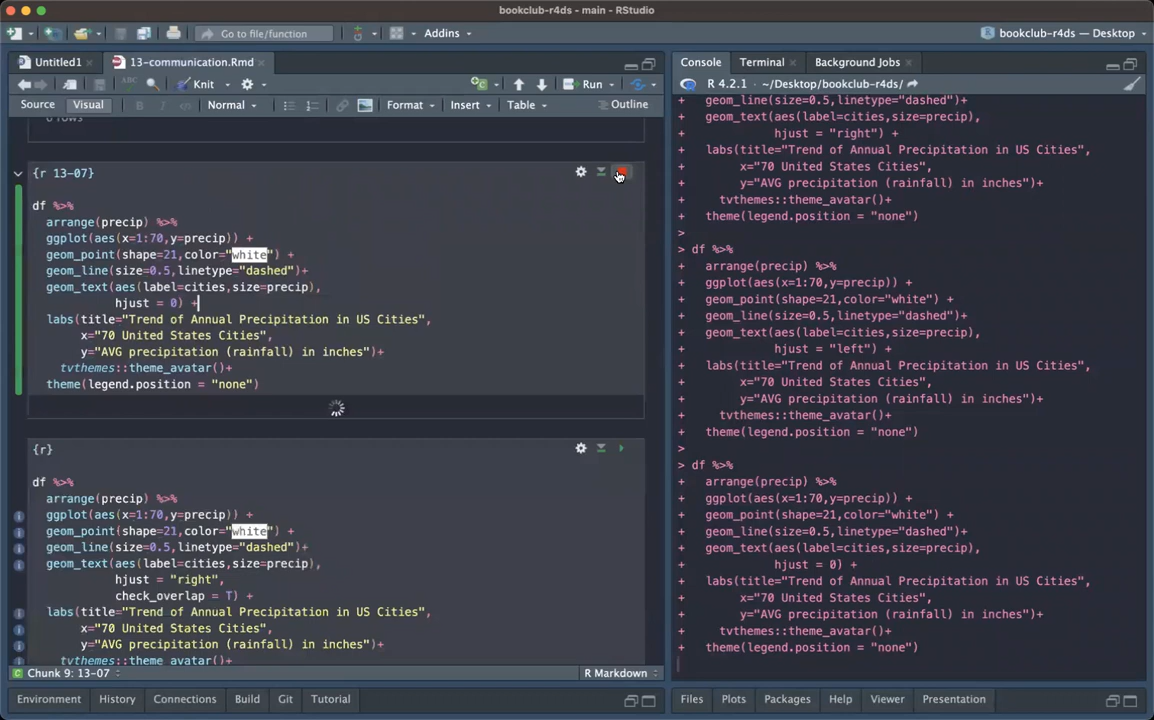 bookclub-r4ds - main - RStudio
Go to file/function
Addins
bookclub-r4ds - Desktop
Untitled1
13-communication.Rmd
Knit
Run
Source
Visual
Normal
Format
Insert
Table
Outline
{r 13-07}
df %>%
arrange(precip) %>%
ggplot(aes(x=1:70,y=precip)) +
geom_point(shape=21,color="white") +
geom_line(size=0.5,linetype="dashed")+
geom_text(aes(label=cities,size=precip),
hjust = 0) +
labs(title="Trend of Annual Precipitation in US Cities",
x="70 United States Cities",
y="AVG precipitation (rainfall) in inches")+
tvthemes::theme_avatar()+
theme(legend.position = "none")
{r}
df %>%
arrange(precip) %>%
ggplot(aes(x=1:70,y=precip)) +
geom_point(shape=21,color="white") +
geom_line(size=0.5,linetype="dashed")+
geom_text(aes(label=cities,size=precip),
hjust = "right",
check_overlap = T) +
labs(title="Trend of Annual Precipitation in US Cities",
x="70 United States Cities",
y="AVG precipitation (rainfall) in inches")+
tvthemes::theme_avatar()+
Chunk 9: 13-07
R Markdown
Environment
History
Connections
Build
Git
Tutorial
Console
Terminal
Background Jobs
R 4.2.1 · ~/Desktop/bookclub-r4ds/
+ geom_line(size=0.5,linetype="dashed")+
+ geom_text(aes(label=cities,size=precip),
+ hjust = "right") +
+ labs(title="Trend of Annual Precipitation in US Cities",
+ x="70 United States Cities",
+ y="AVG precipitation (rainfall) in inches")+
+ tvthemes::theme_avatar()+
+ theme(legend.position = "none")
>
> df %>%
+ arrange(precip) %>%
+ ggplot(aes(x=1:70,y=precip)) +
+ geom_point(shape=21,color="white") +
+ geom_line(size=0.5,linetype="dashed")+
+ geom_text(aes(label=cities,size=precip),
+ hjust = "left") +
+ labs(title="Trend of Annual Precipitation in US Cities",
+ x="70 United States Cities",
+ y="AVG precipitation (rainfall) in inches")+
+ tvthemes::theme_avatar()+
+ theme(legend.position = "none")
>
> df %>%
+ arrange(precip) %>%
+ ggplot(aes(x=1:70,y=precip)) +
+ geom_point(shape=21,color="white") +
+ geom_line(size=0.5,linetype="dashed")+
+ geom_text(aes(label=cities,size=precip),
+ hjust = 0) +
+ labs(title="Trend of Annual Precipitation in US Cities",
+ x="70 United States Cities",
+ y="AVG precipitation (rainfall) in inches")+
+ tvthemes::theme_avatar()+
+ theme(legend.position = "none")
Files
Plots
Packages
Help
Viewer
Presentation